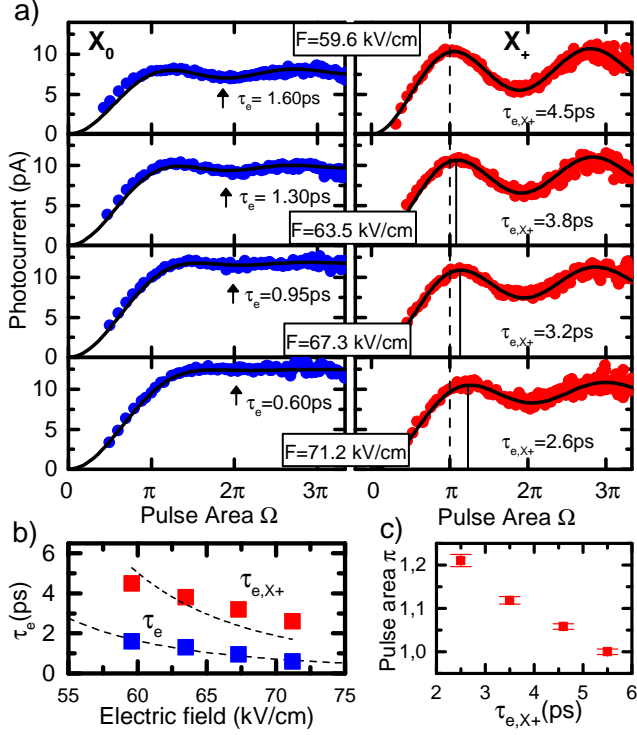 a)
X0
F=59.6 kV/cm
X+
10
5
0
τe= 1.60ps
τe,X+=4.5ps
10
5
0
τe= 1.30ps
F=63.5 kV/cm
τe,X+=3.8ps
10
5
0
τe=0.95ps
F=67.3 kV/cm
τe,X+=3.2ps
10
5
0
τe=0.60ps
F=71.2 kV/cm
τe,X+=2.6ps
Photocurrent (pA)
0 π 2π 3π
0 π 2π 3π
Pulse Area Ω
Pulse Area Ω
b)
6
4
2
0
τe(ps)
τe,X+
τe
55 60 65 70 75
Electric field (kV/cm)
c)
1,2
1,1
1,0
Pulse area π
2 3 4 5 6
τe,X+(ps)